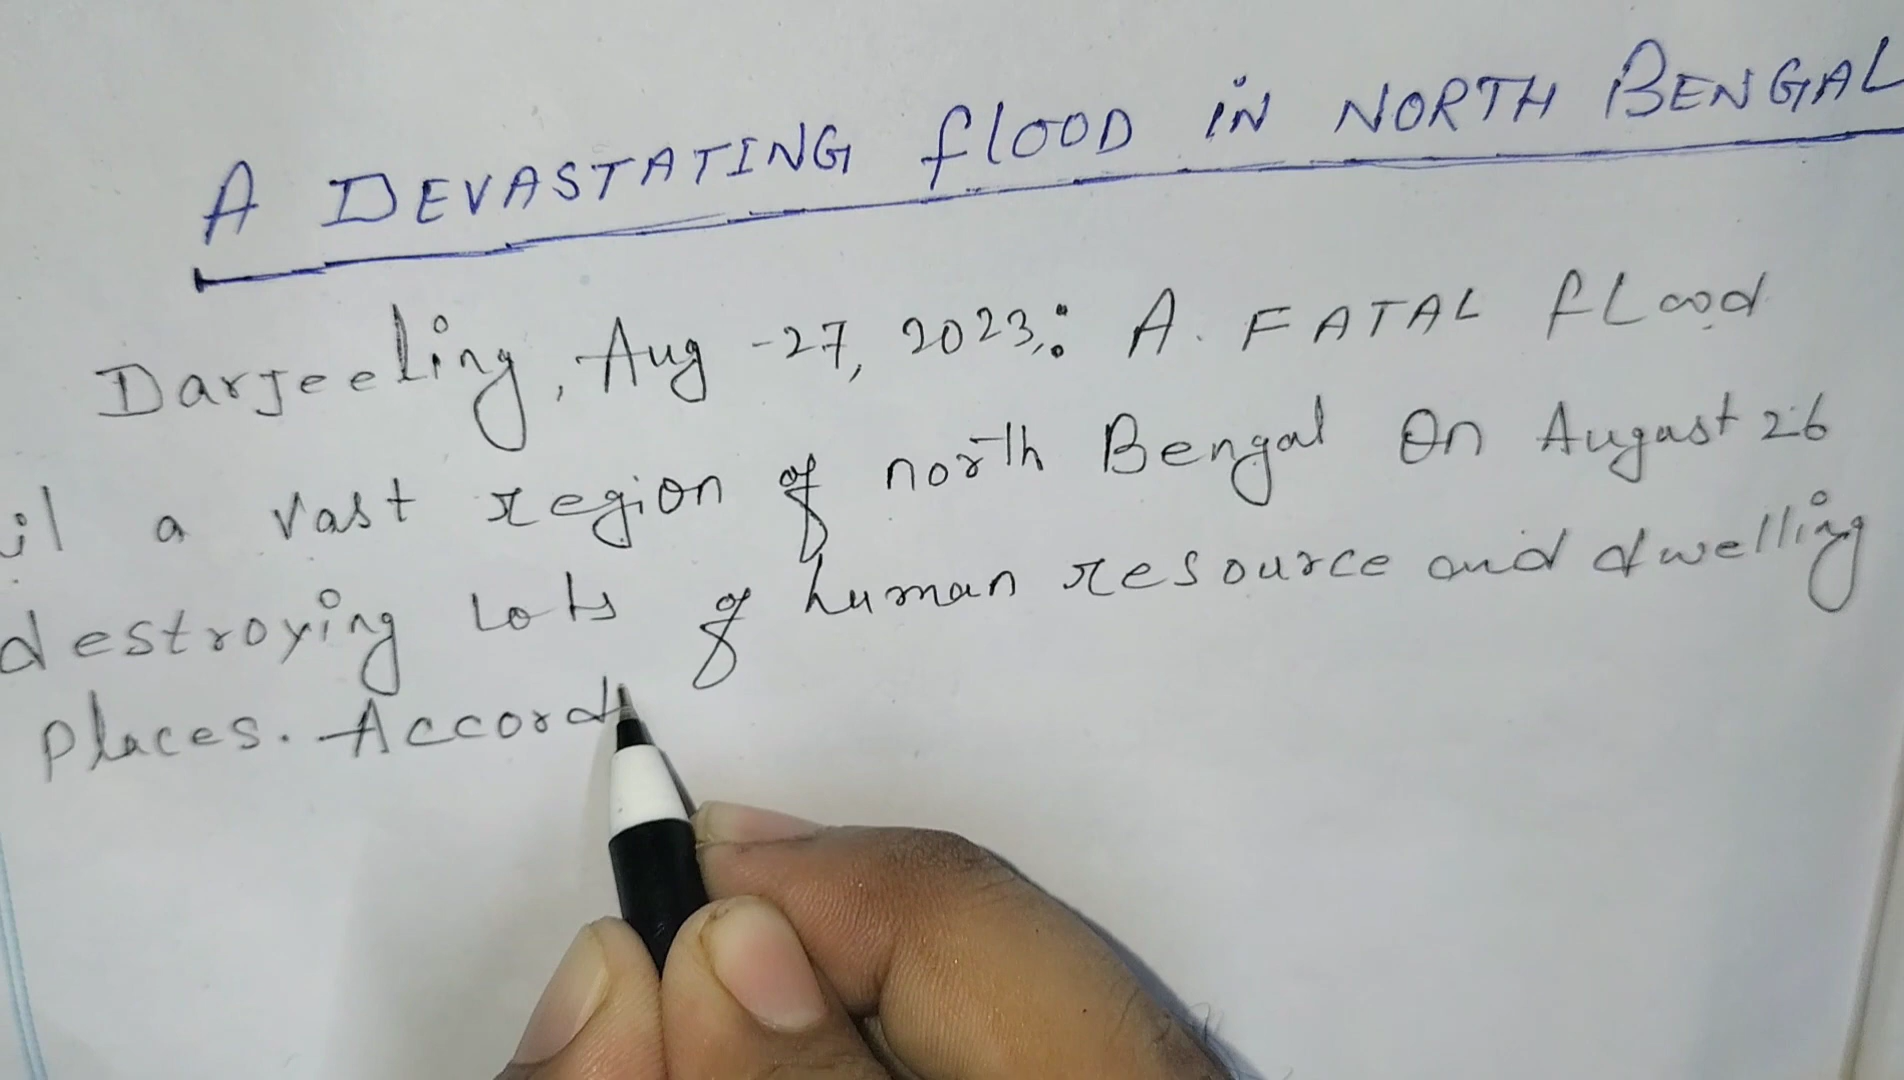 A DEVASTATING flOOD iN NORTH BENGAL
Darjeeling, Aug -27, 2023,: A. FATAL fLood
a vast region of north Bengal On August 26
destroying Lots of human resource and dwelling
Places. Accord